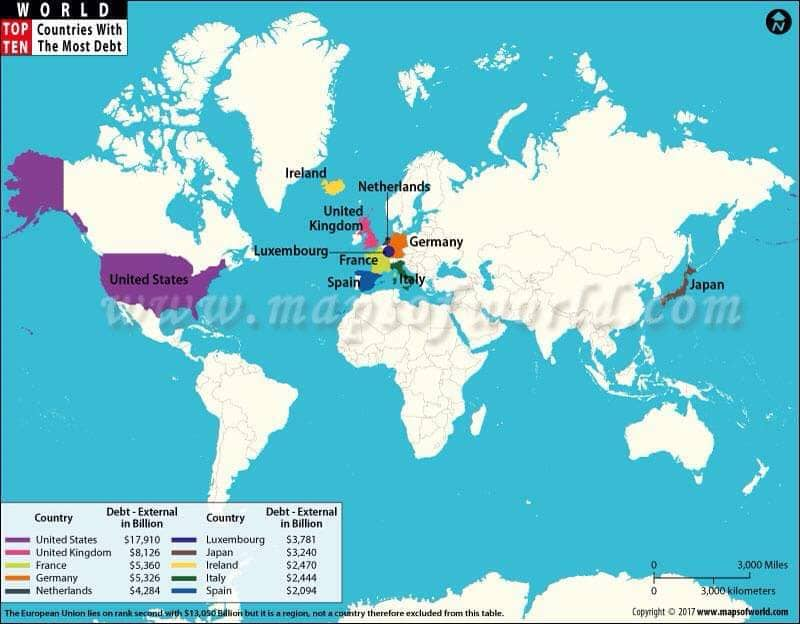 WORLD
TOP TEN
Countries With
The Most Debt
N
Ireland
Netherlands
United
Kingdom
Germany
Luxembourg
France
United States
Spain
Italy
Japan
www.mapsofworld.com
Country Debt - External in Billion Country Debt - External in Billion
United States $17,910 Luxembourg $3,781
United Kingdom $8,126 Japan $3,240
France $5,360 Ireland $2,470
Germany $5,326 Italy $2,444
Netherlands $4,284 Spain $2,094
0 3,000 Miles
0 3,000 kilometers
The European Union lies on rank second with $13,050 Billion but it is a region, not a country therefore excluded from this table.
Copyright © 2017 www.mapsofworld.com